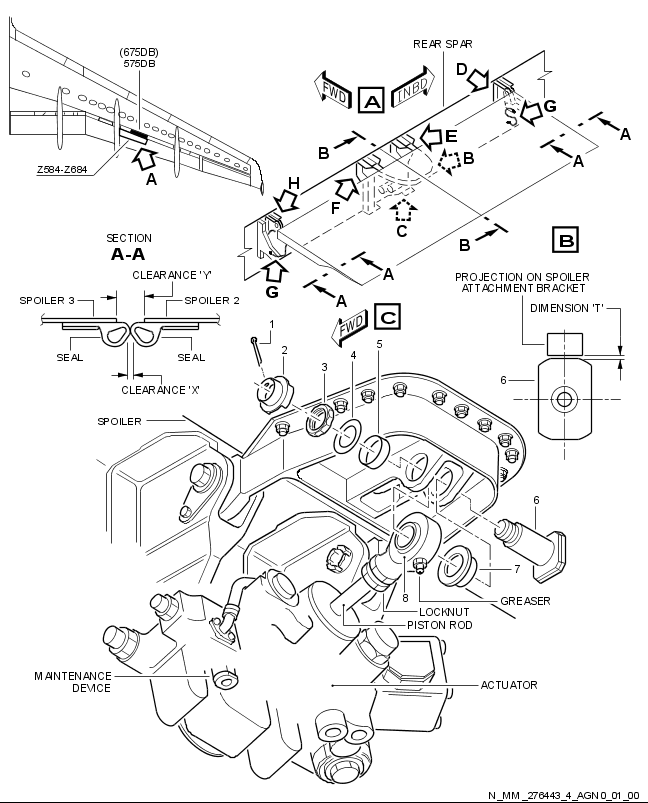 (675DB)
575DB
Z584-Z684
A
REAR SPAR
FWD
A
INBD
D
G
E
B
B
A
A
H
F
C
B
G
A
A
SECTION
A-A
CLEARANCE 'Y'
SPOILER 3
SPOILER 2
SEAL
SEAL
CLEARANCE 'X'
B
PROJECTION ON SPOILER
ATTACHMENT BRACKET
DIMENSION 'T'
6
FWD
C
1
2
3
4
5
SPOILER
6
7
8
GREASER
LOCKNUT
PISTON ROD
MAINTENANCE
DEVICE
ACTUATOR
N_MM_276443_4_AGN0_01_00